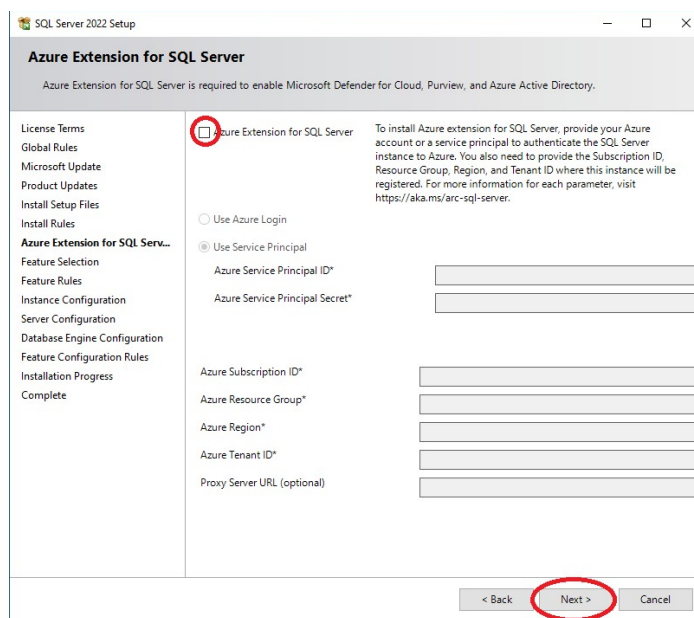 SQL Server 2022 Setup
Azure Extension for SQL Server
Azure Extension for SQL Server is required to enable Microsoft Defender for Cloud, Purview, and Azure Active Directory.
License Terms
Global Rules
Microsoft Update
Product Updates
Install Setup Files
Install Rules
Azure Extension for SQL Serv...
Feature Selection
Feature Rules
Instance Configuration
Server Configuration
Database Engine Configuration
Feature Configuration Rules
Installation Progress
Complete
Azure Extension for SQL Server
To install Azure extension for SQL Server, provide your Azure
account or a service principal to authenticate the SQL Server
instance to Azure. You also need to provide the Subscription ID,
Resource Group, Region, and Tenant ID where this instance will be
registered. For more information for each parameter, visit
https://aka.ms/arc-sql-server.
Use Azure Login
Use Service Principal
Azure Service Principal ID*
Azure Service Principal Secret*
Azure Subscription ID*
Azure Resource Group*
Azure Region*
Azure Tenant ID*
Proxy Server URL (optional)
< Back
Next >
Cancel